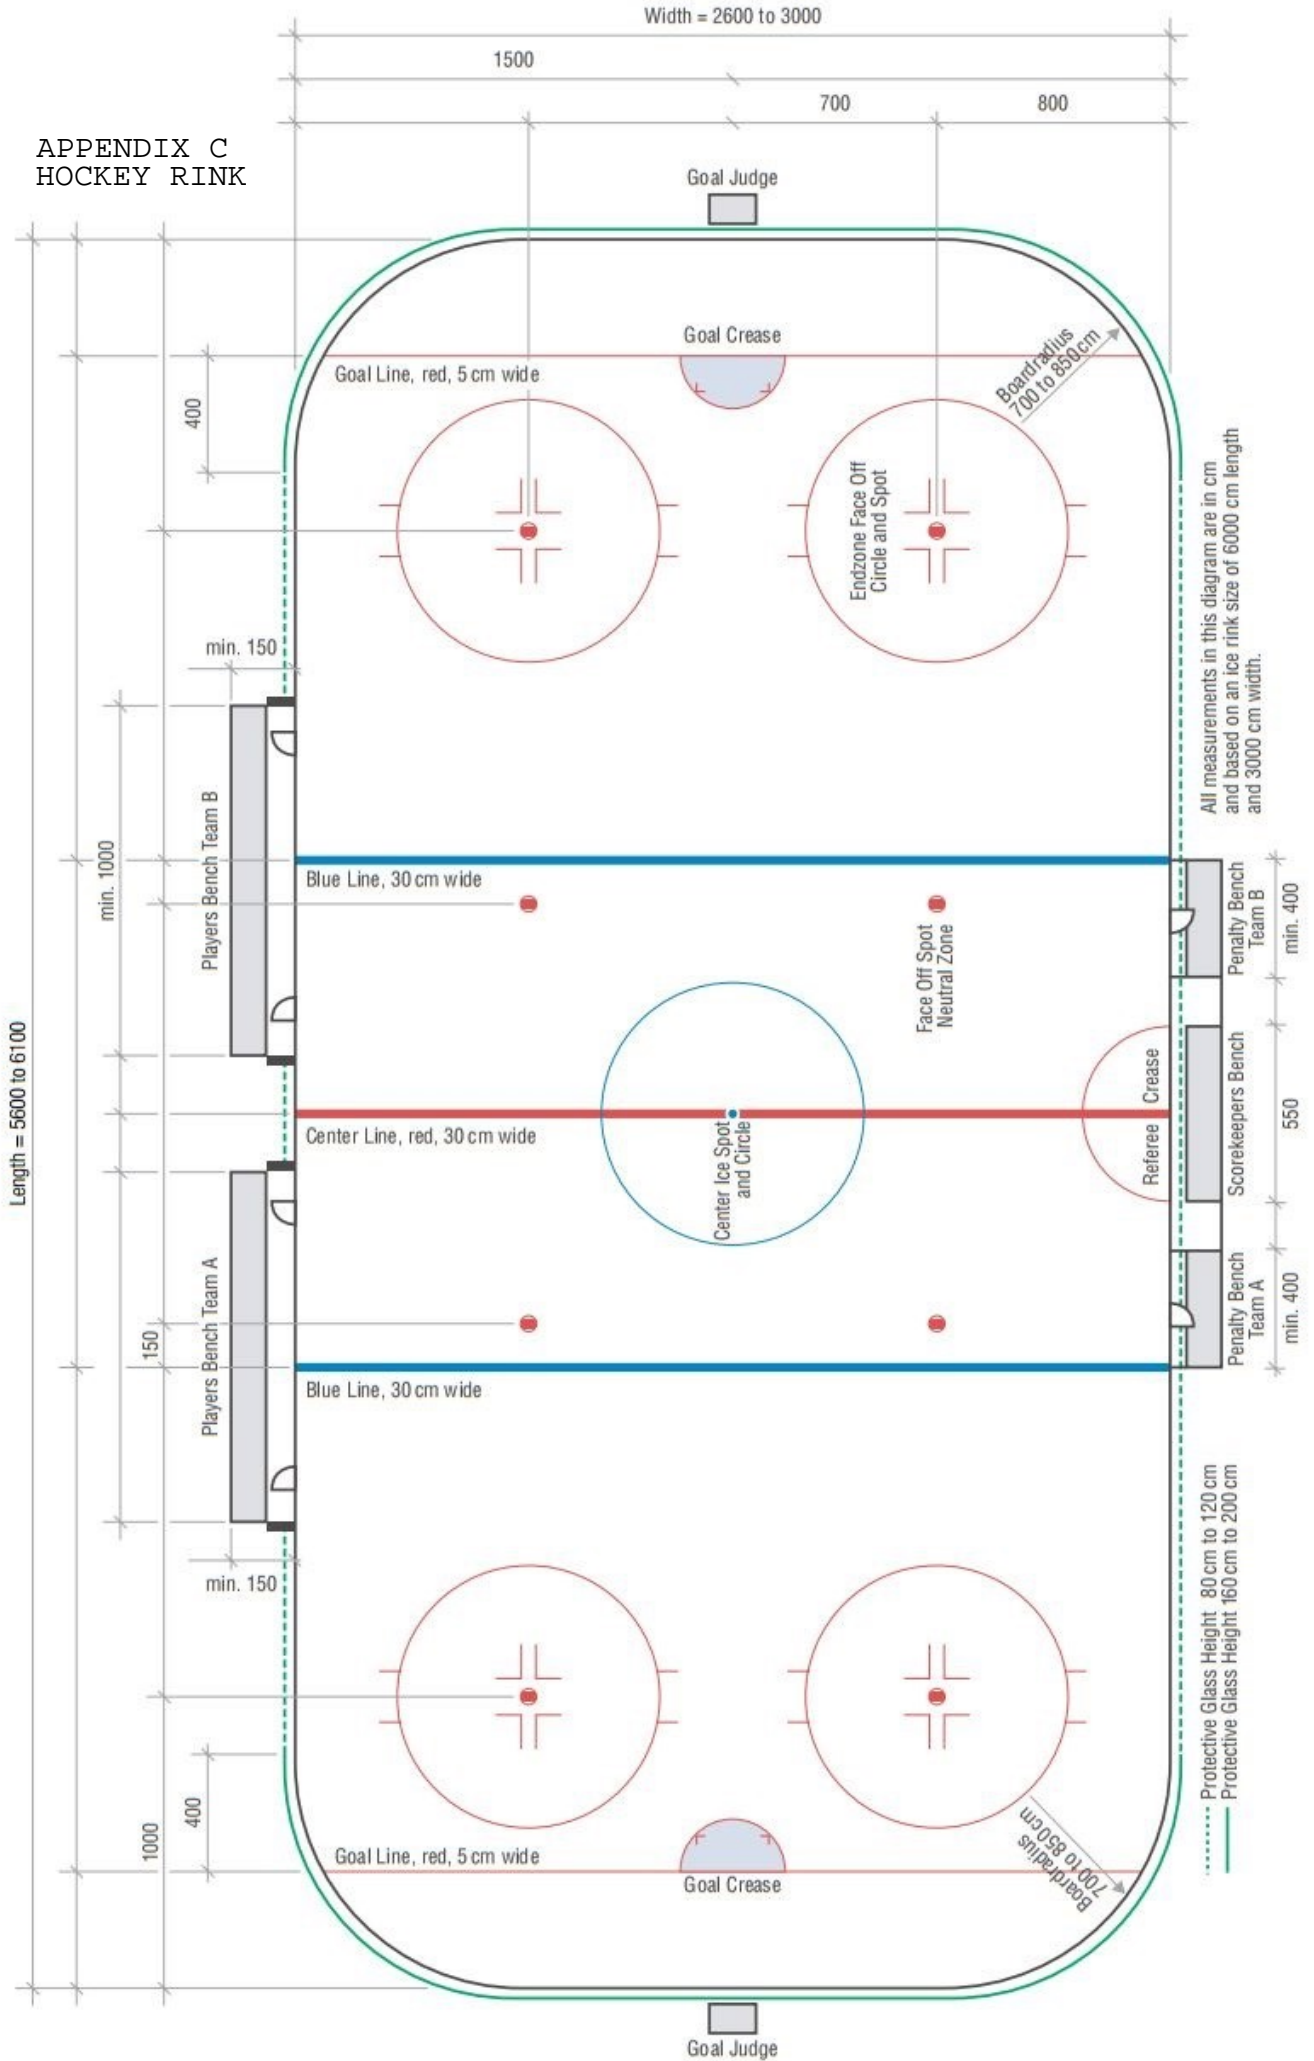 Width = 2600 to 3000
1500
700
800
APPENDIX C
HOCKEY RINK
Goal Judge
Goal Crease
Goal Line, red, 5 cm wide
Boardradius
700 to 850cm
400
Endzone Face Off
Circle and Spot
All measurements in this diagram are in cm
and based on an ice rink size of 6000 cm length
and 3000 cm width.
min. 150
Players Bench Team B
min. 1000
Blue Line, 30 cm wide
Face Off Spot
Neutral Zone
Penalty Bench
Team B
min. 400
Length = 5600 to 6100
Center Line, red, 30 cm wide
Center Ice Spot
and Circle
Referee Crease
Scorekeepers Bench
550
Players Bench Team A
150
Blue Line, 30 cm wide
Penalty Bench
Team A
min. 400
min. 150
Protective Glass Height 80 cm to 120 cm
Protective Glass Height 160 cm to 200 cm
400
1000
Goal Line, red, 5 cm wide
Goal Crease
Boardradius
700 to 850 cm
Goal Judge